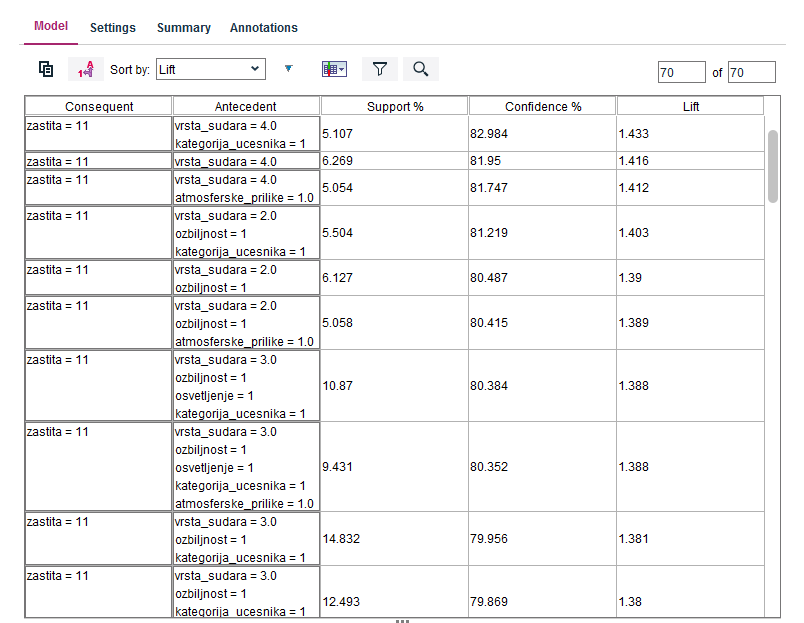 Model Settings Summary Annotations
Sort by: Lift 70 of 70
Consequent Antecedent Support % Confidence % Lift
zastita = 11 vrsta_sudara = 4.0
kategorija_ucesnika = 1 5.107 82.984 1.433
zastita = 11 vrsta_sudara = 4.0 6.269 81.95 1.416
zastita = 11 vrsta_sudara = 4.0
atmosferske_prilike = 1.0 5.054 81.747 1.412
zastita = 11 vrsta_sudara = 2.0
ozbiljnost = 1 5.504 81.219 1.403
kategorija_ucesnika = 1
zastita = 11 vrsta_sudara = 2.0
ozbiljnost = 1 6.127 80.487 1.39
zastita = 11 vrsta_sudara = 2.0
ozbiljnost = 1 5.058 80.415 1.389
atmosferske_prilike = 1.0
zastita = 11 vrsta_sudara = 3.0
ozbiljnost = 1
osvetljenje = 1 10.87 80.384 1.388
kategorija_ucesnika = 1
zastita = 11 vrsta_sudara = 3.0
ozbiljnost = 1
osvetljenje = 1 9.431 80.352 1.388
kategorija_ucesnika = 1
atmosferske_prilike = 1.0
zastita = 11 vrsta_sudara = 3.0
ozbiljnost = 1 14.832 79.956 1.381
kategorija_ucesnika = 1
zastita = 11 vrsta_sudara = 3.0
ozbiljnost = 1
kategorija_ucesnika = 1 12.493 79.869 1.38